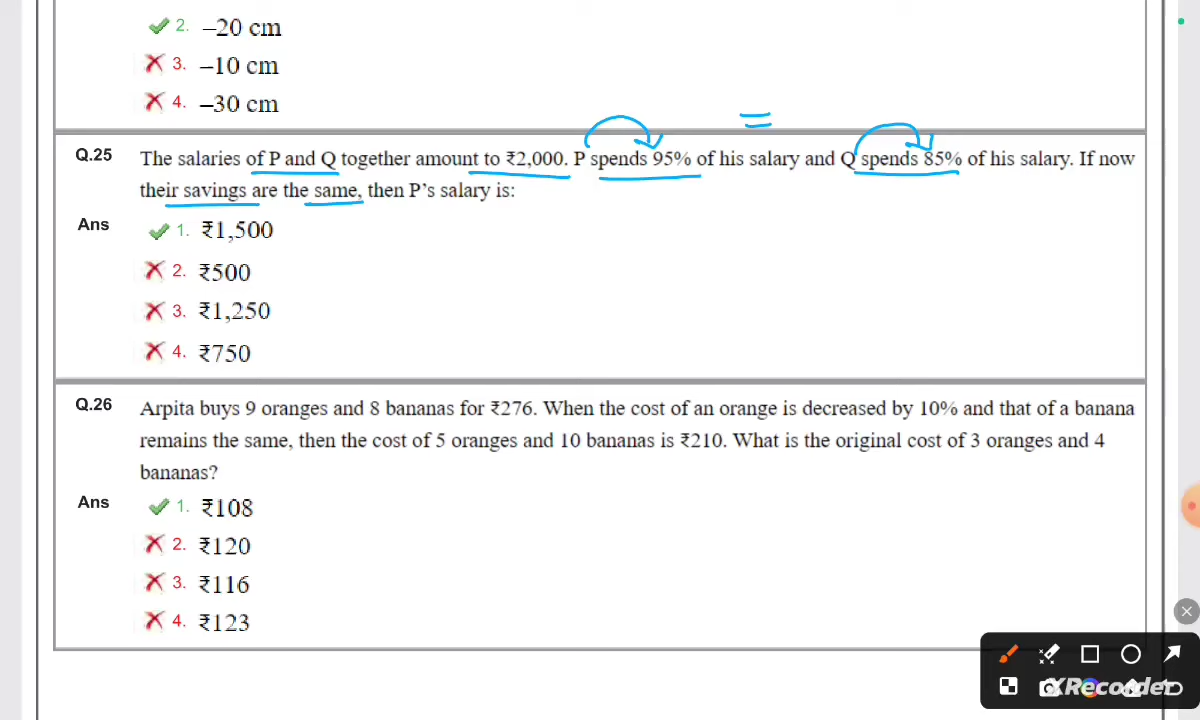 2. –20 cm
3. –10 cm
4. –30 cm
Q.25 The salaries of P and Q together amount to ₹2,000. P spends 95% of his salary and Q spends 85% of his salary. If now
their savings are the same, then P's salary is:
Ans 1. ₹1,500
2. ₹500
3. ₹1,250
4. ₹750
Q.26 Arpita buys 9 oranges and 8 bananas for ₹276. When the cost of an orange is decreased by 10% and that of a banana
remains the same, then the cost of 5 oranges and 10 bananas is ₹210. What is the original cost of 3 oranges and 4
bananas?
Ans 1. ₹108
2. ₹120
3. ₹116
4. ₹123
XRecorder